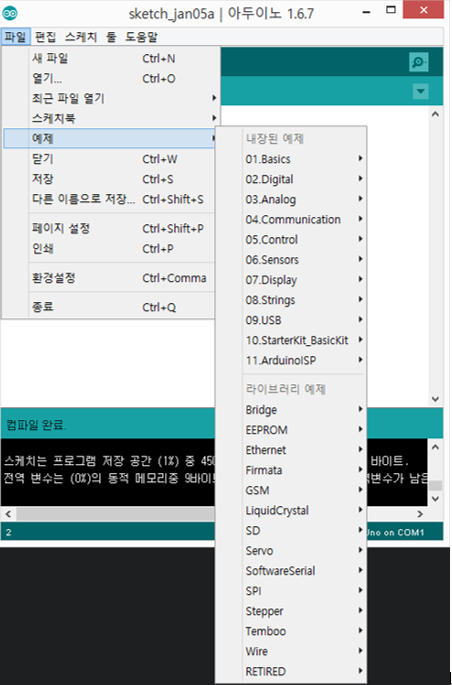 sketch_jan05a | 아두이노 1.6.7
파일 편집 스케치 툴 도움말
새 파일 Ctrl+N
열기... Ctrl+O
최근 파일 열기
스케치북
예제
닫기 Ctrl+W
저장 Ctrl+S
다른 이름으로 저장... Ctrl+Shift+S
페이지 설정 Ctrl+Shift+P
인쇄 Ctrl+P
환경설정 Ctrl+Comma
종료 Ctrl+Q
내장된 예제
01.Basics
02.Digital
03.Analog
04.Communication
05.Control
06.Sensors
07.Display
08.Strings
09.USB
10.StarterKit_BasicKit
11.ArduinoISP
라이브러리 예제
Bridge
EEPROM
Ethernet
Firmata
GSM
LiquidCrystal
SD
Servo
SoftwareSerial
SPI
Stepper
Temboo
Wire
RETIRED
컴파일 완료.
스케치는 프로그램 저장 공간 (1%) 중 450 바이트.
전역 변수는 (0%)의 동적 메모리중 9바이트 역변수가 남은
2 Uno on COM1